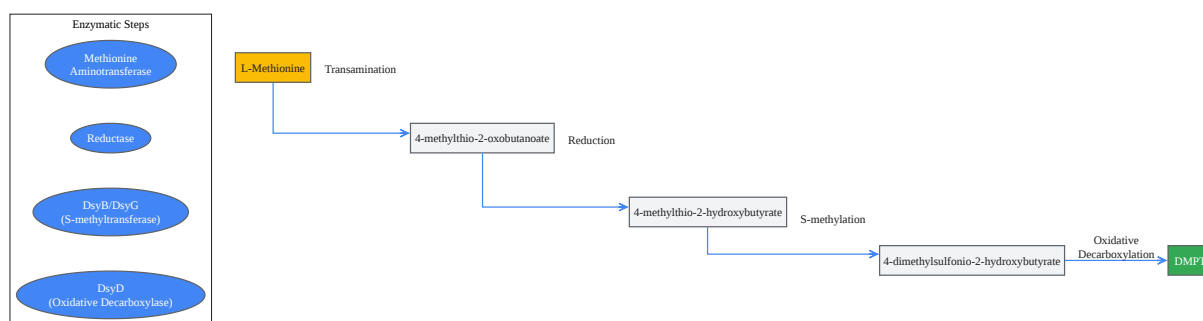 Enzymatic Steps
Methionine
Aminotransferase
Reductase
DsyB/DsyG
(S-methyltransferase)
DsyD
(Oxidative Decarboxylase)
L-Methionine
Transamination
4-methylthio-2-oxobutanoate
Reduction
4-methylthio-2-hydroxybutyrate
S-methylation
4-dimethylsulfonio-2-hydroxybutyrate
Oxidative
Decarboxylation
DMPT